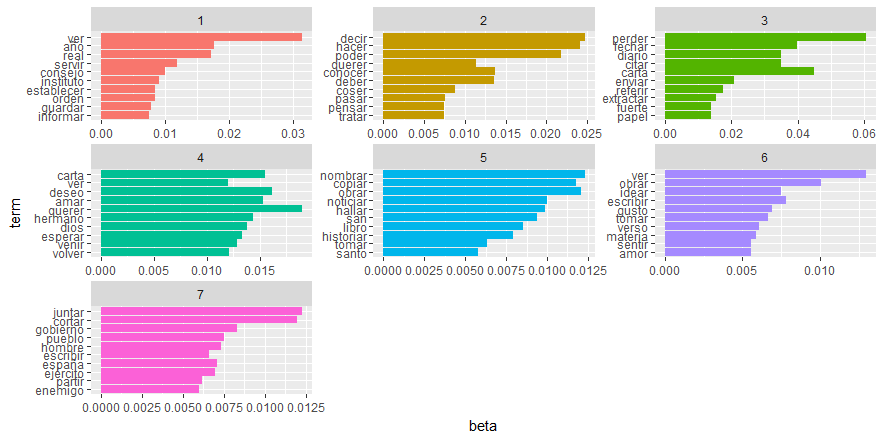 1
2
3
ver
año
real
servir
consejo
instituto
establecer
orden
guardar
informar
0.00 0.01 0.02 0.03
decir
hacer
poder
querer
conocer
deber
coser
pasar
pensar
tratar
0.000 0.005 0.010 0.015 0.020 0.025
perder
fechar
diario
citar
carta
enviar
referir
extractar
fuerte
papel
0.00 0.02 0.04 0.06
4
5
6
carta
ver
deseo
amar
querer
hermano
dios
esperar
venir
volver
0.000 0.005 0.010 0.015
nombrar
copiar
obrar
noticiar
hallar
san
libro
historiar
tomar
santo
0.0000 0.0025 0.0050 0.0075 0.0100 0.0125
ver
obrar
idear
escribir
gusto
tomar
verso
materia
sentir
amor
0.000 0.010
7
juntar
cortar
gobierno
pueblo
hombre
escribir
españa
ejército
partir
enemigo
0.0000 0.0025 0.0050 0.0075 0.0100 0.0125
term
beta